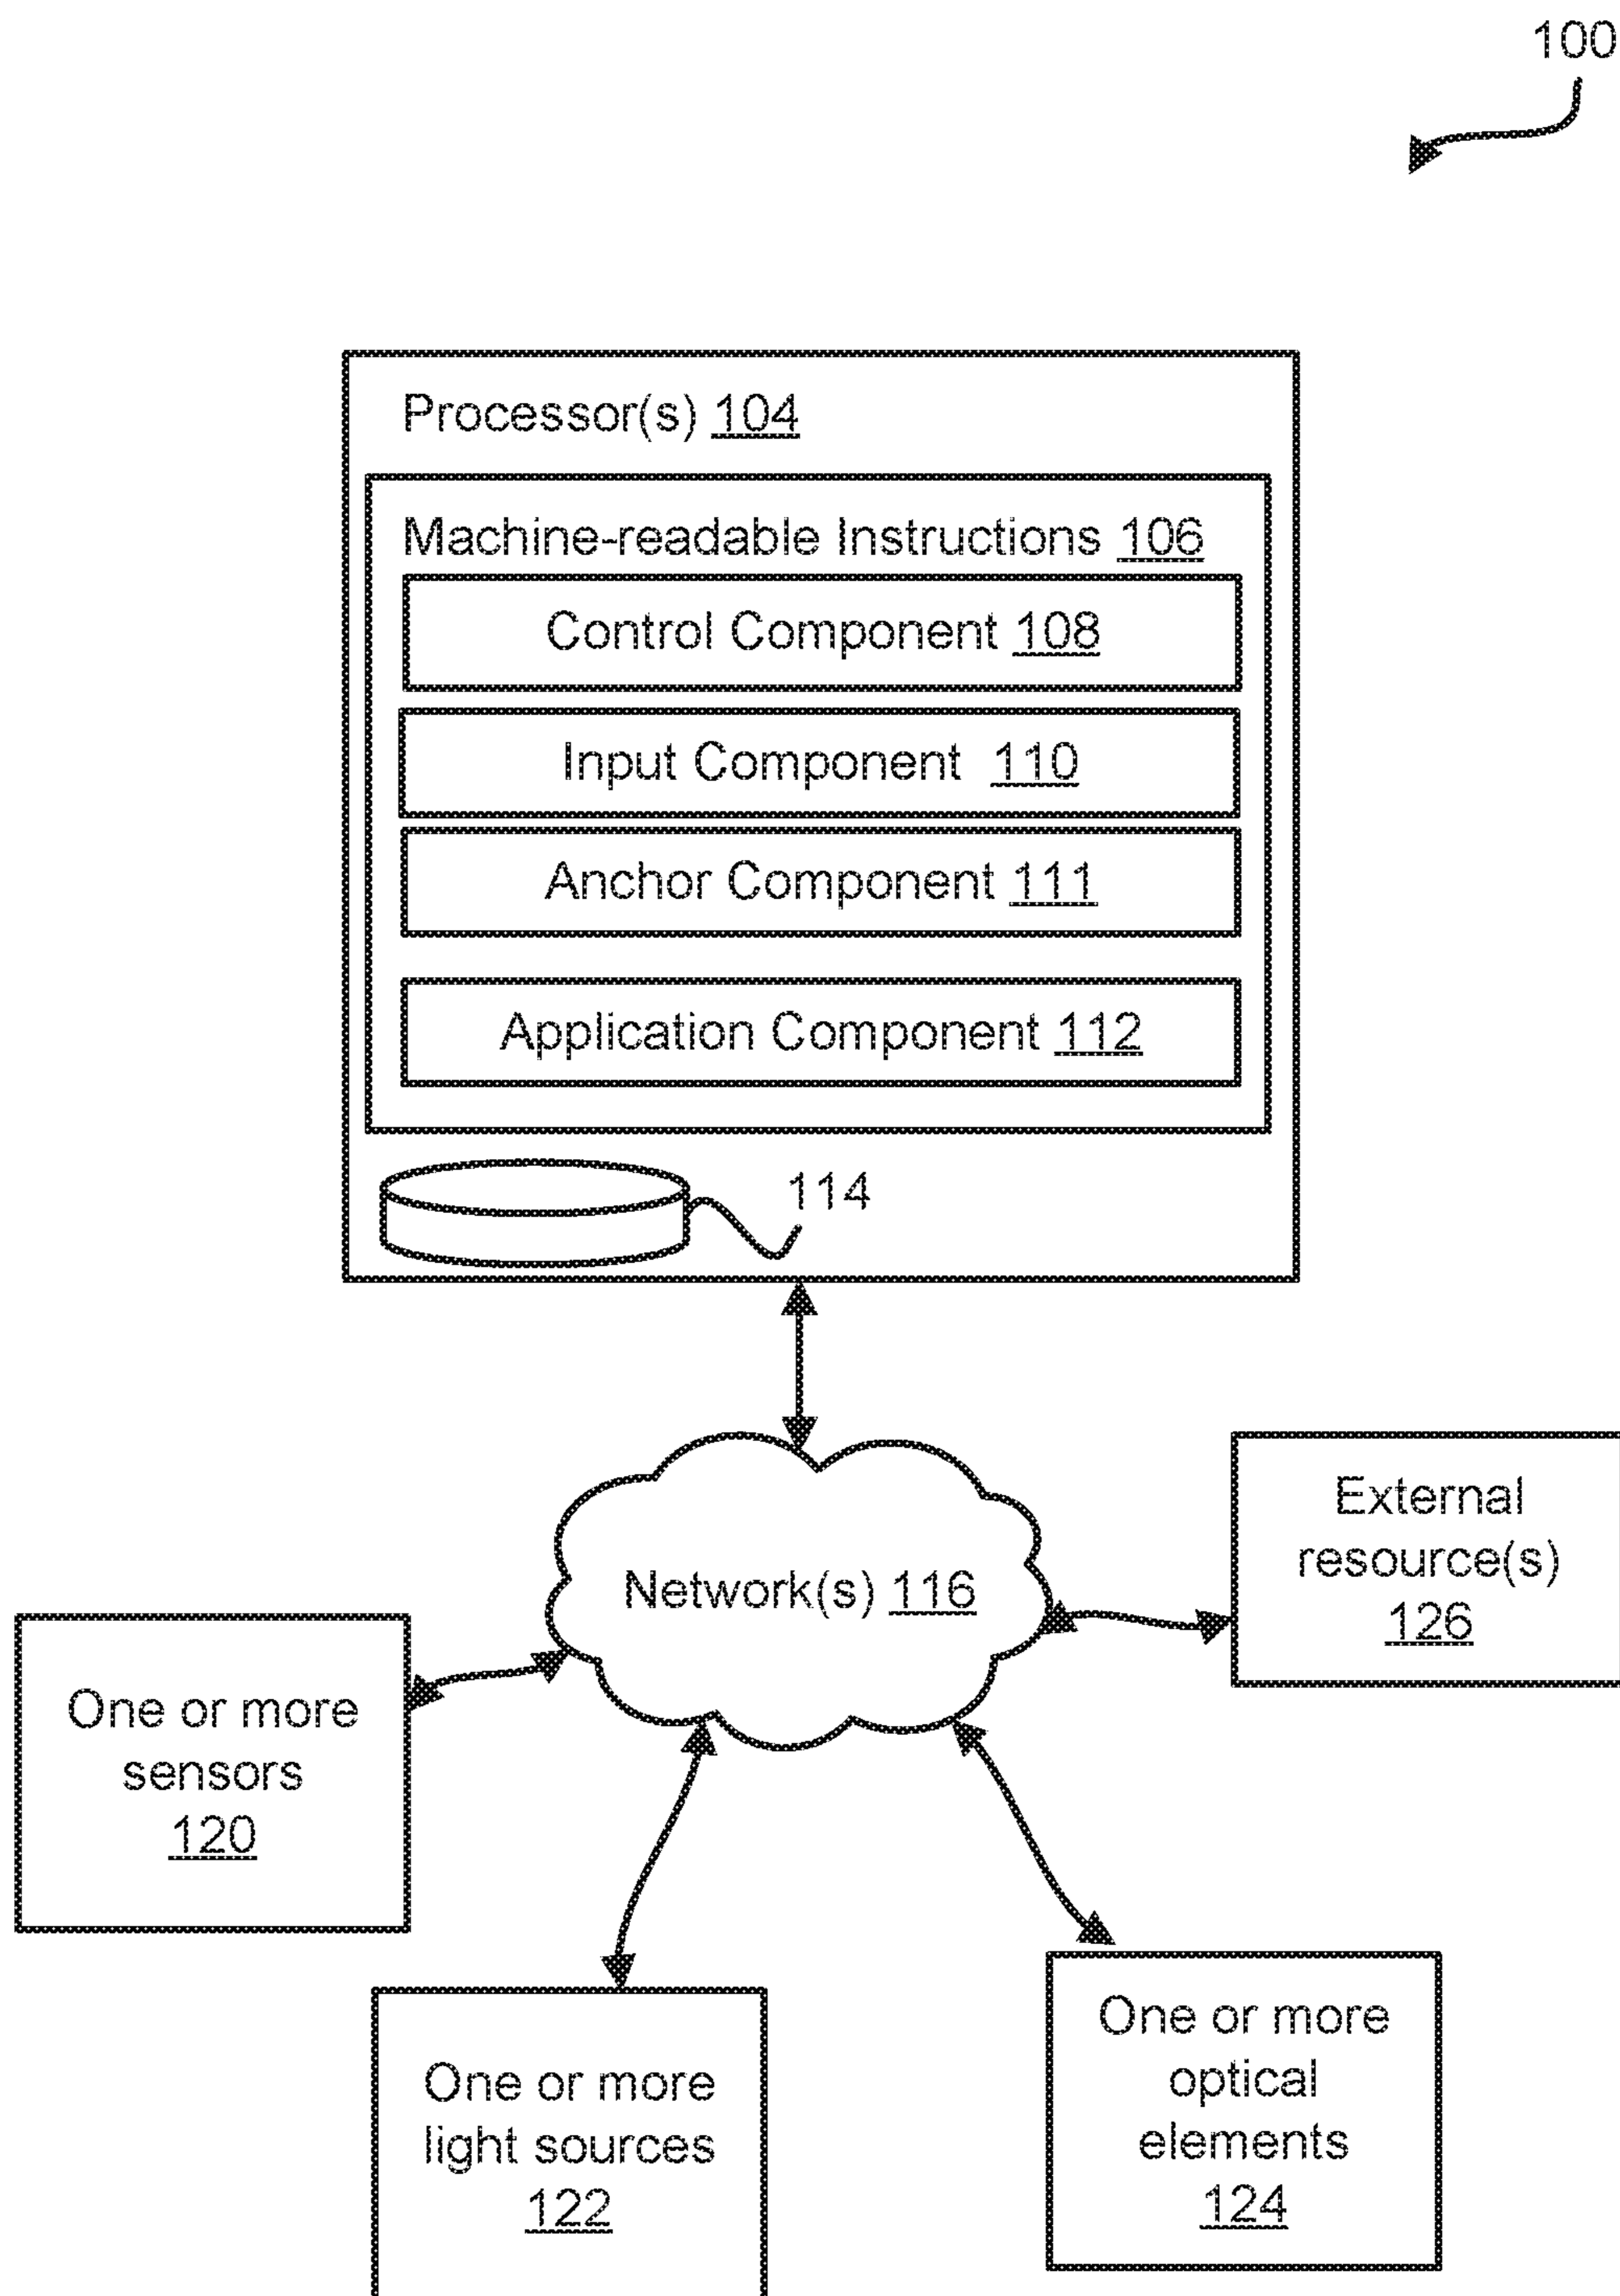 100
Processor(s) 104
Machine-readable Instructions 106
Control Component 108
Input Component 110
Anchor Component 111
Application Component 112
114
Network(s) 116
External
resource(s)
126
One or more
sensors
120
One or more
light sources
122
One or more
optical
elements
124